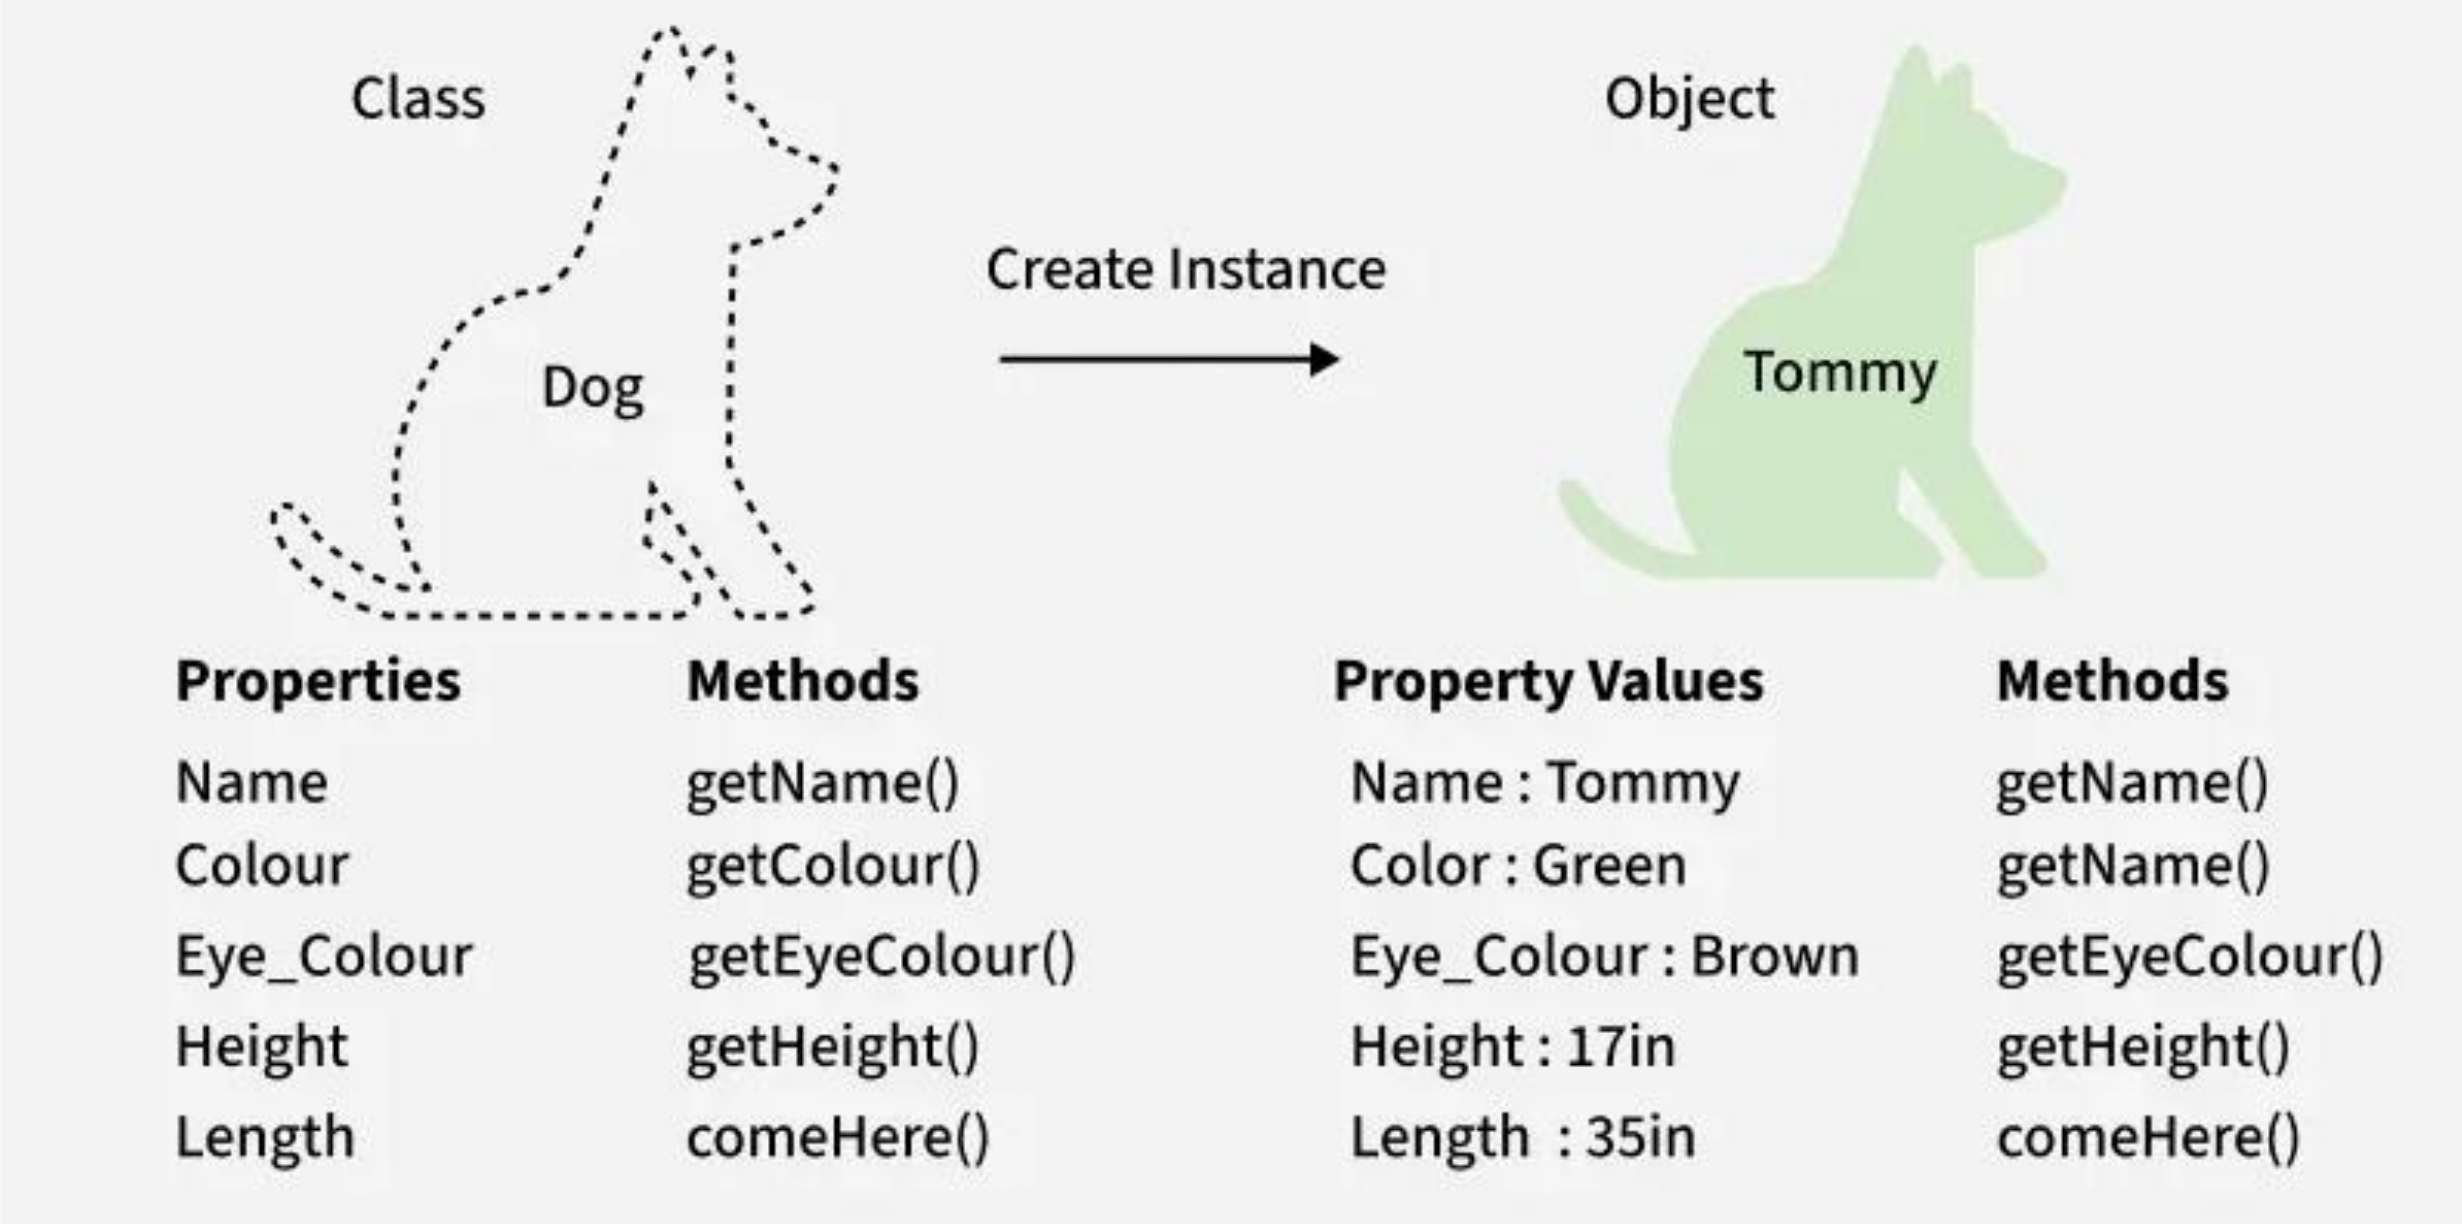 Class
Object
Create Instance
Dog
Tommy
Properties Methods Property Values Methods
Name getName() Name : Tommy getName()
Colour getColour() Color : Green getName()
Eye_Colour getEyeColour() Eye_Colour : Brown getEyeColour()
Height getHeight() Height : 17in getHeight()
Length comeHere() Length : 35in comeHere()